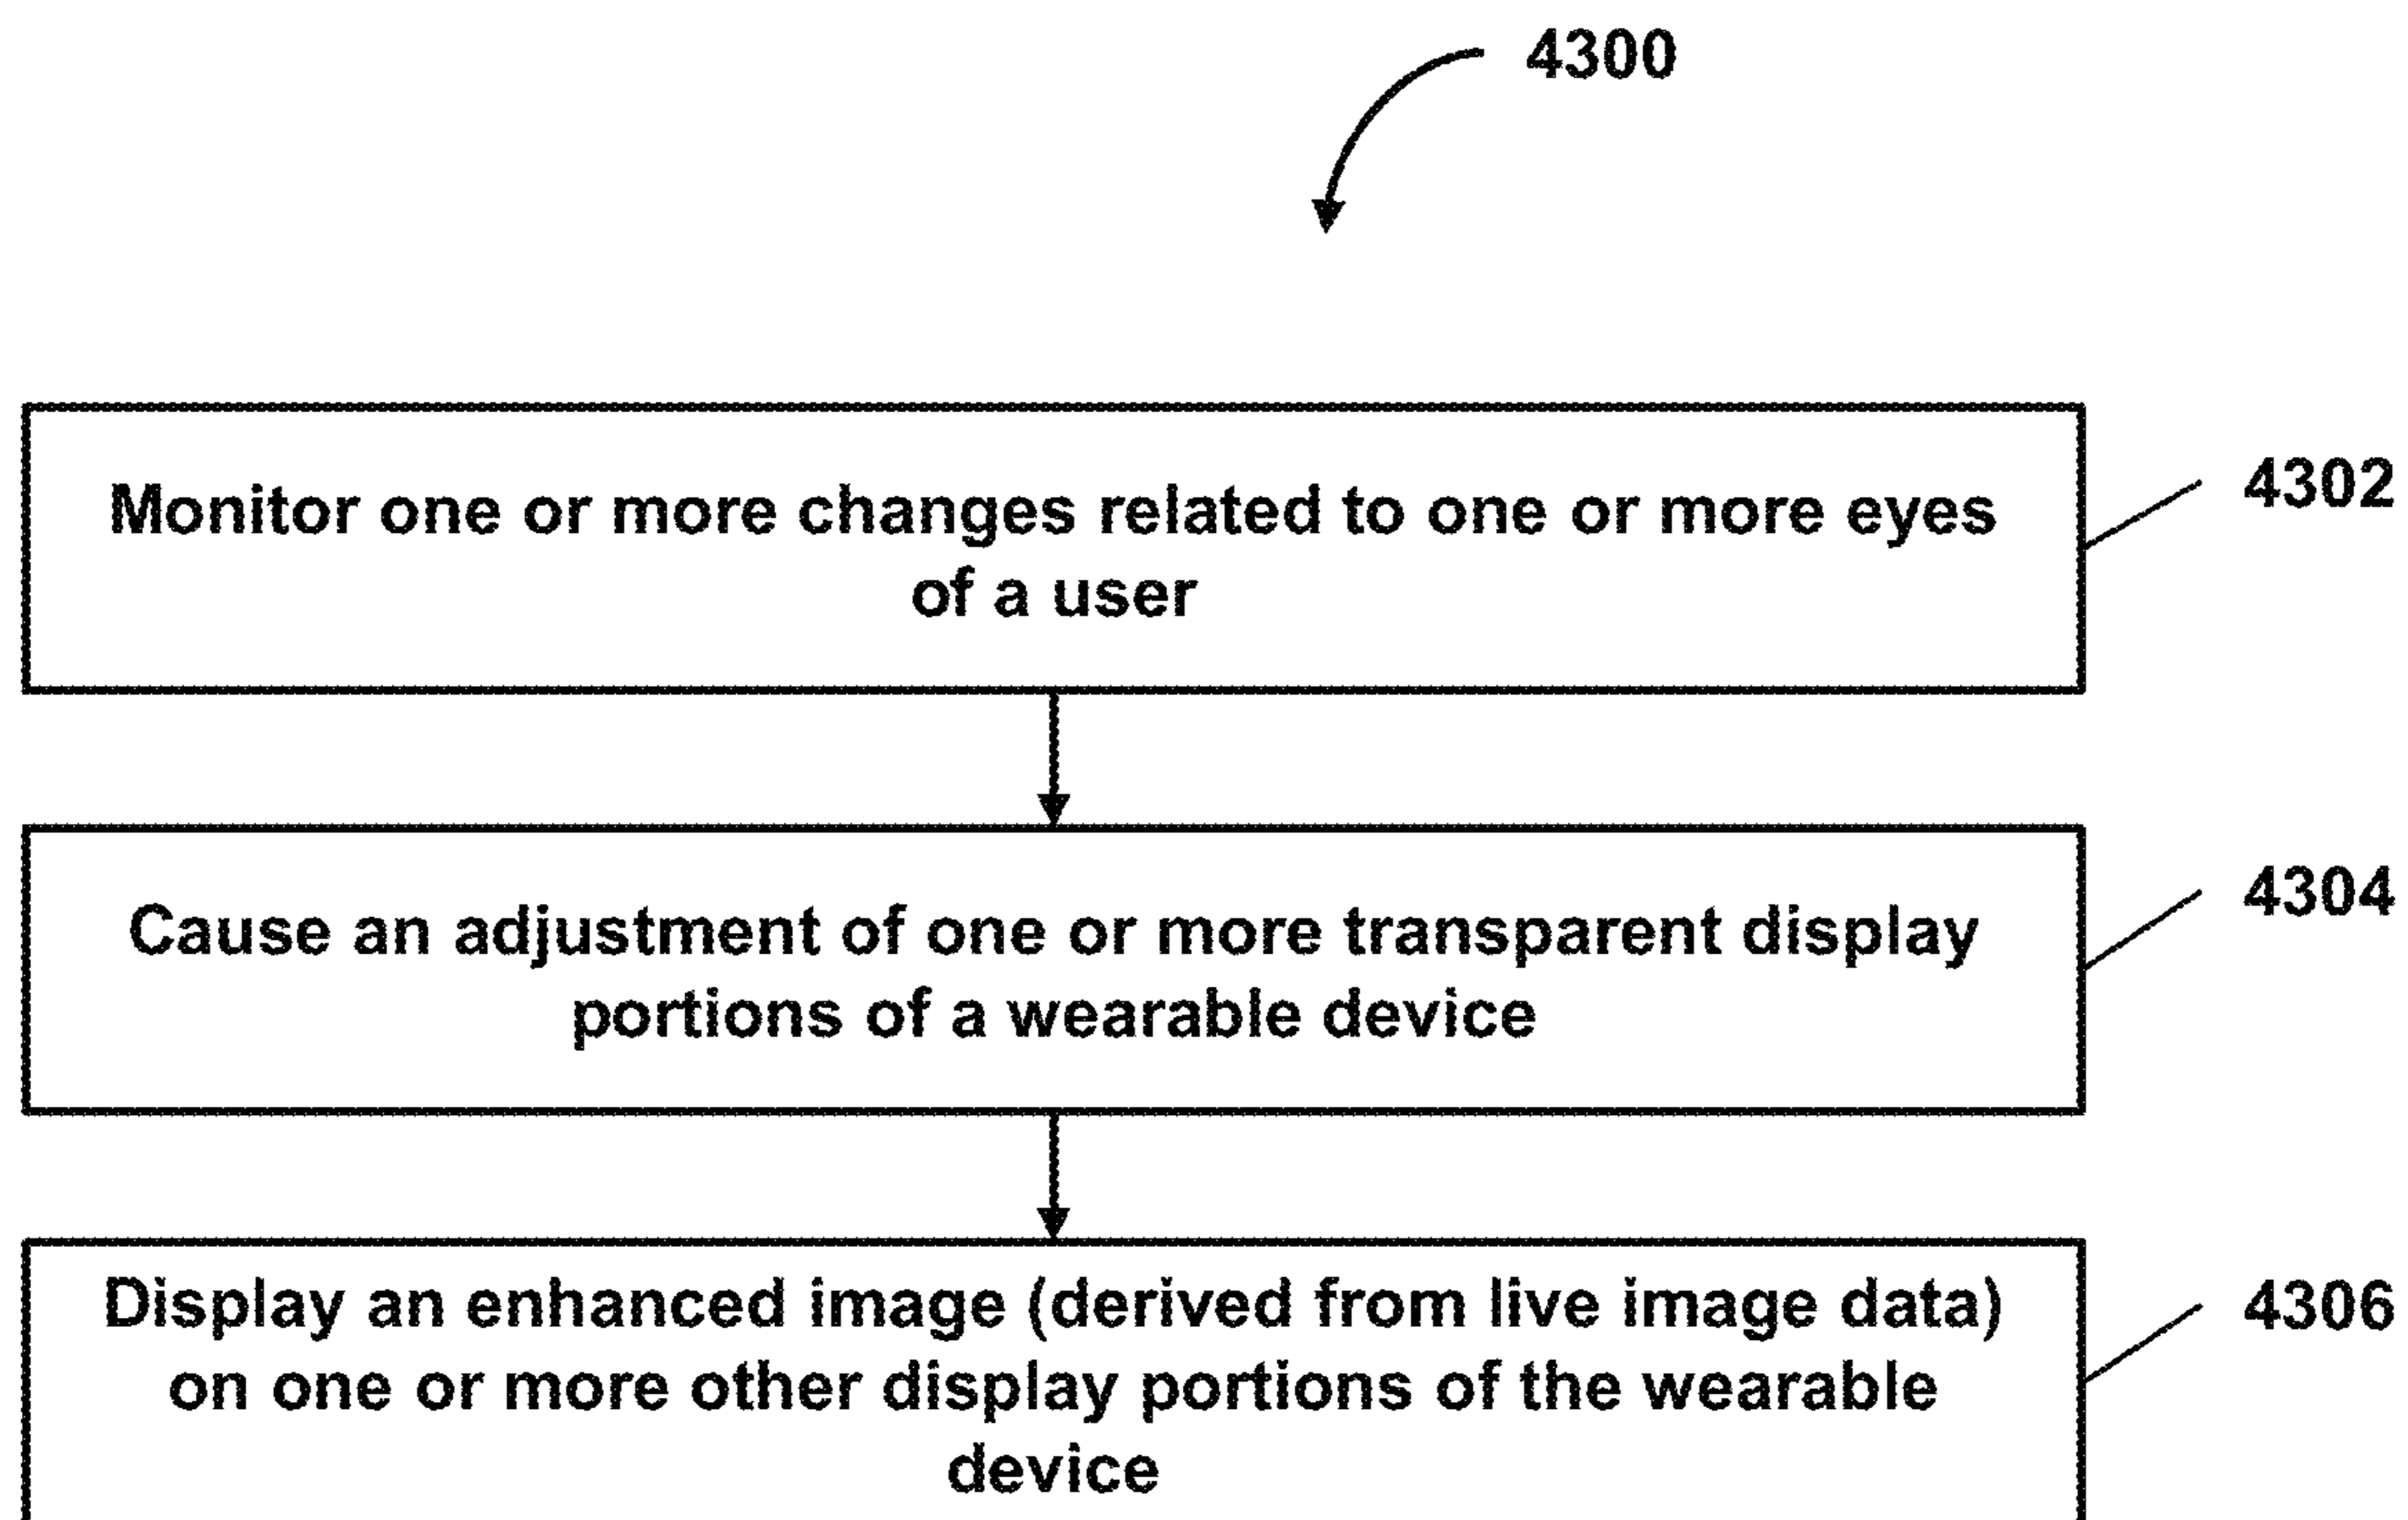 4300
Monitor one or more changes related to one or more eyes
of a user
4302
Cause an adjustment of one or more transparent display
portions of a wearable device
4304
Display an enhanced image (derived from live image data)
on one or more other display portions of the wearable
device
4306